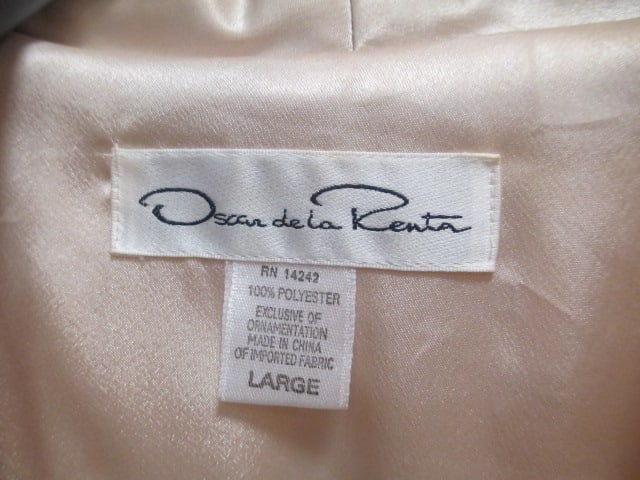 Oscar de la Renta
RN 14242
100% POLYESTER
EXCLUSIVE OF
ORNAMENTATION
MADE IN CHINA
OF IMPORTED FABRIC
LARGE